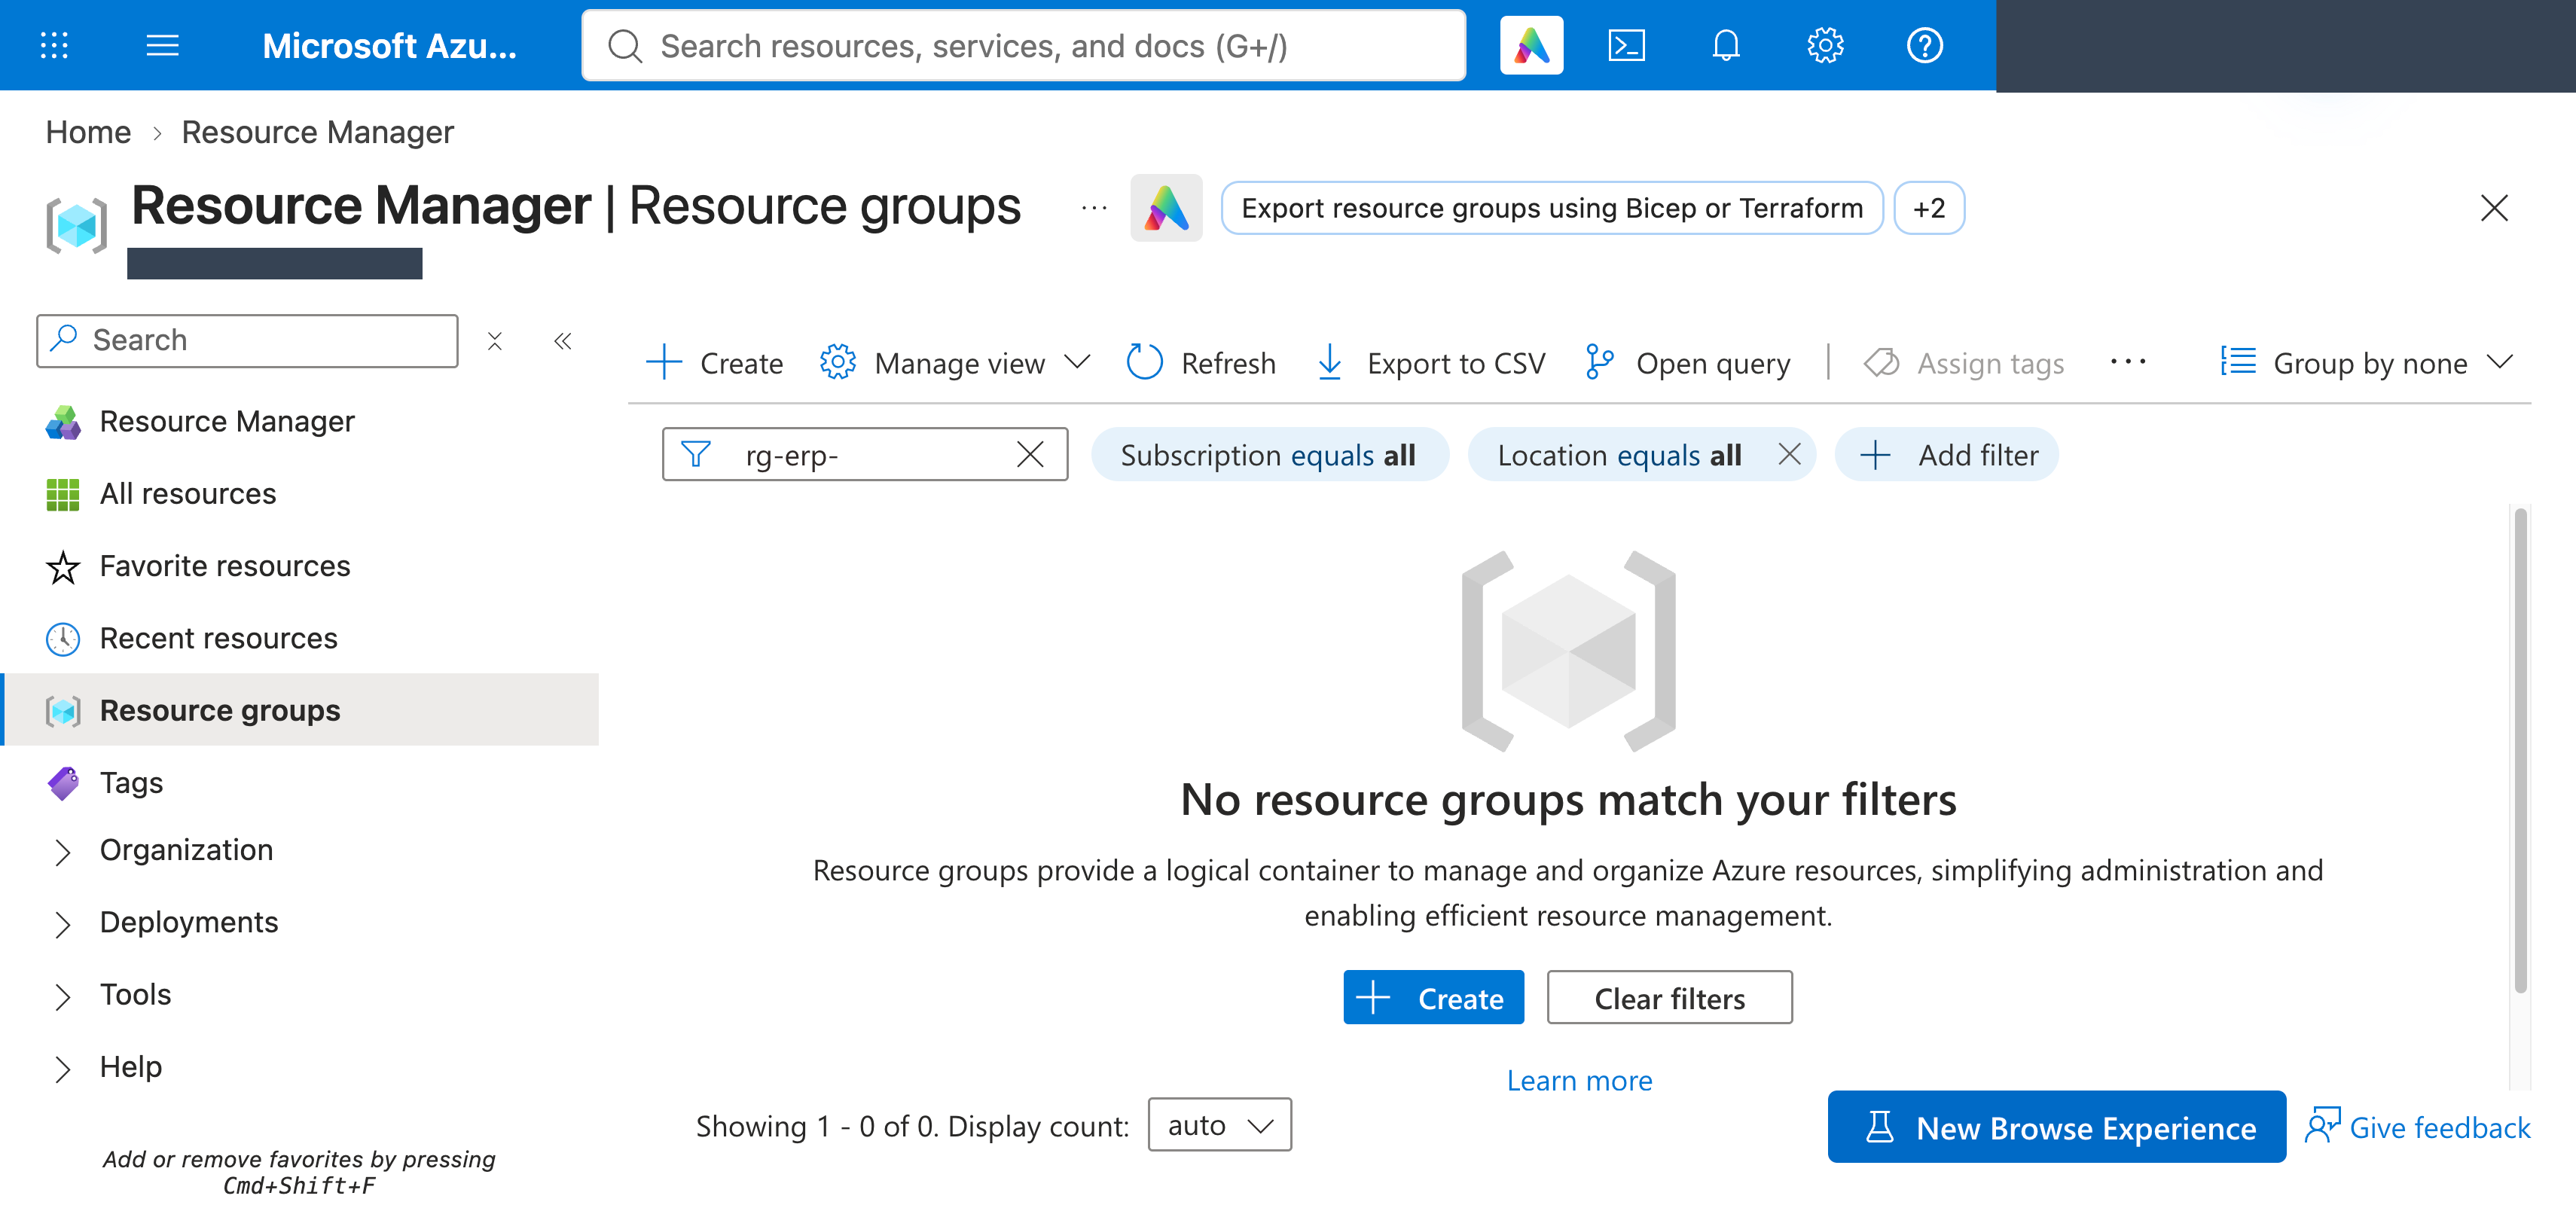 Microsoft Azu...
Search resources, services, and docs (G+/)
Home > Resource Manager
Resource Manager | Resource groups
...
Export resource groups using Bicep or Terraform
+2
Search
Resource Manager
All resources
Favorite resources
Recent resources
Resource groups
Tags
Organization
Deployments
Tools
Help
Add or remove favorites by pressing
Cmd+Shift+F
Create
Manage view
Refresh
Export to CSV
Open query
Assign tags
...
Group by none
rg-erp-
Subscription equals all
Location equals all
Add filter
No resource groups match your filters
Resource groups provide a logical container to manage and organize Azure resources, simplifying administration and
enabling efficient resource management.
Create
Clear filters
Learn more
Showing 1 - 0 of 0. Display count:
auto
New Browse Experience
Give feedback